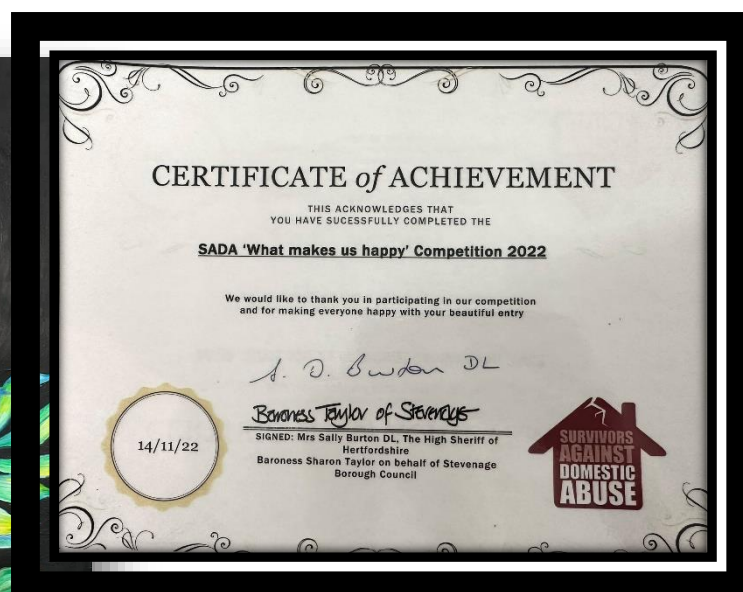 CERTIFICATE of ACHIEVEMENT
THIS ACKNOWLEDGES THAT
YOU HAVE SUCESSFULLY COMPLETED THE
SADA 'What makes us happy' Competition 2022
We would like to thank you in participating in our competition
and for making everyone happy with your beautiful entry
S. D. Burton DL
Baroness Taylor of Stevenage
SIGNED: Mrs Sally Burton DL, The High Sheriff of
Hertfordshire
Baroness Sharon Taylor on behalf of Stevenage
Borough Council
14/11/22
SURVIVORS
AGAINST
DOMESTIC
ABUSE